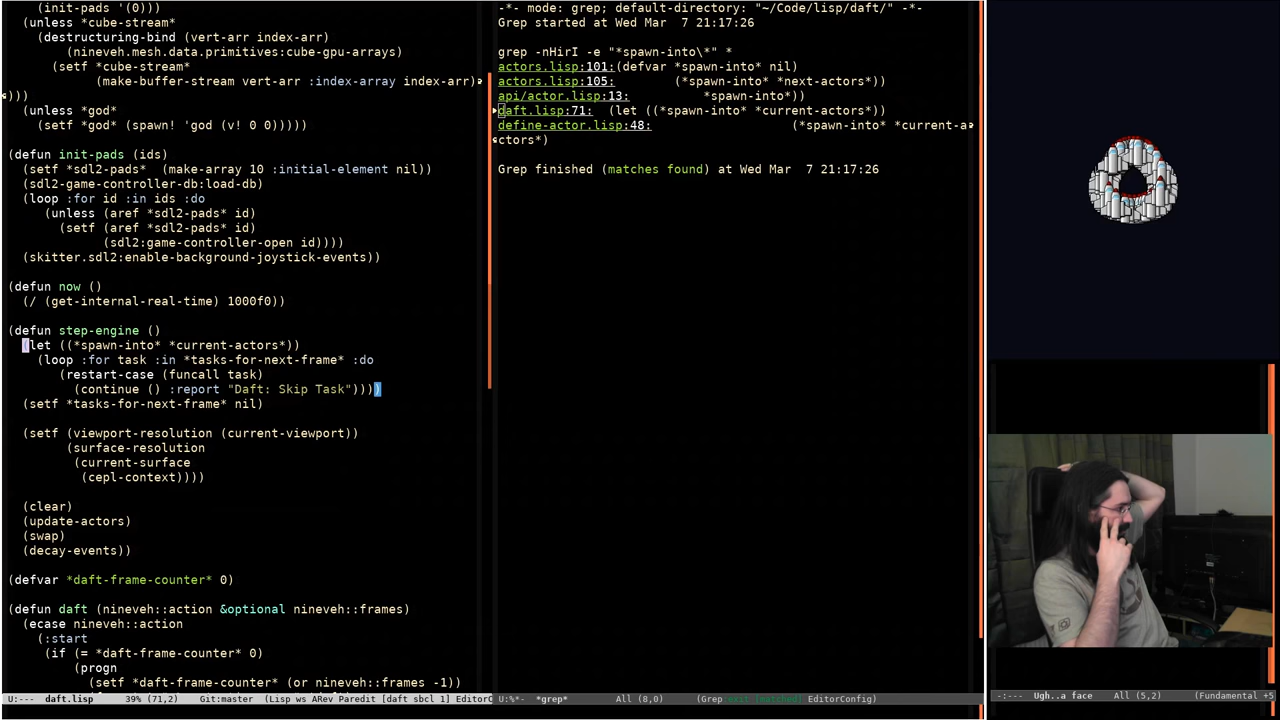 (init-pads '(0)))
(unless *cube-stream*
(destructuring-bind (vert-arr index-arr)
(nineveh.mesh.data.primitives:cube-gpu-arrays)
(setf *cube-stream*
(make-buffer-stream vert-arr :index-array index-arr)
)))
(unless *god*
(setf *god* (spawn! 'god (v! 0 0)))))
(defun init-pads (ids)
(setf *sdl2-pads* (make-array 10 :initial-element nil))
(sdl2-game-controller-db:load-db)
(loop :for id :in ids :do
(unless (aref *sdl2-pads* id)
(setf (aref *sdl2-pads* id)
(sdl2:game-controller-open id))))
(skitter.sdl2:enable-background-joystick-events))
(defun now ()
(/ (get-internal-real-time) 1000f0))
(defun step-engine ()
(let ((*spawn-into* *current-actors*))
(loop :for task :in *tasks-for-next-frame* :do
(restart-case (funcall task)
(continue () :report "Daft: Skip Task"))))
(setf *tasks-for-next-frame* nil)
(setf (viewport-resolution (current-viewport))
(surface-resolution
(current-surface
(cepl-context))))
(clear)
(update-actors)
(swap)
(decay-events))
(defvar *daft-frame-counter* 0)
(defun daft (nineveh::action &optional nineveh::frames)
(ecase nineveh::action
(:start
(if (= *daft-frame-counter* 0)
(progn
(setf *daft-frame-counter* (or nineveh::frames -1))
U:--- daft.lisp 39% (71,2) Git:master (Lisp ws ARev Paredit [daft sbcl 1] EditorC
-*- mode: grep; default-directory: "~/Code/lisp/daft/" -*-
Grep started at Wed Mar 7 21:17:26
grep -nHirI -e "*spawn-into\*" *
actors.lisp:101:(defvar *spawn-into* nil)
actors.lisp:105: (*spawn-into* *next-actors*))
api/actor.lisp:13: *spawn-into*))
daft.lisp:71: (let ((*spawn-into* *current-actors*))
define-actor.lisp:48: (*spawn-into* *current-a
ctors*)
Grep finished (matches found) at Wed Mar 7 21:17:26
U:%*- *grep* All (8,0) (Grep:exit [matched] EditorConfig)
-:--- Ugh..a face All (5,2) (Fundamental +5